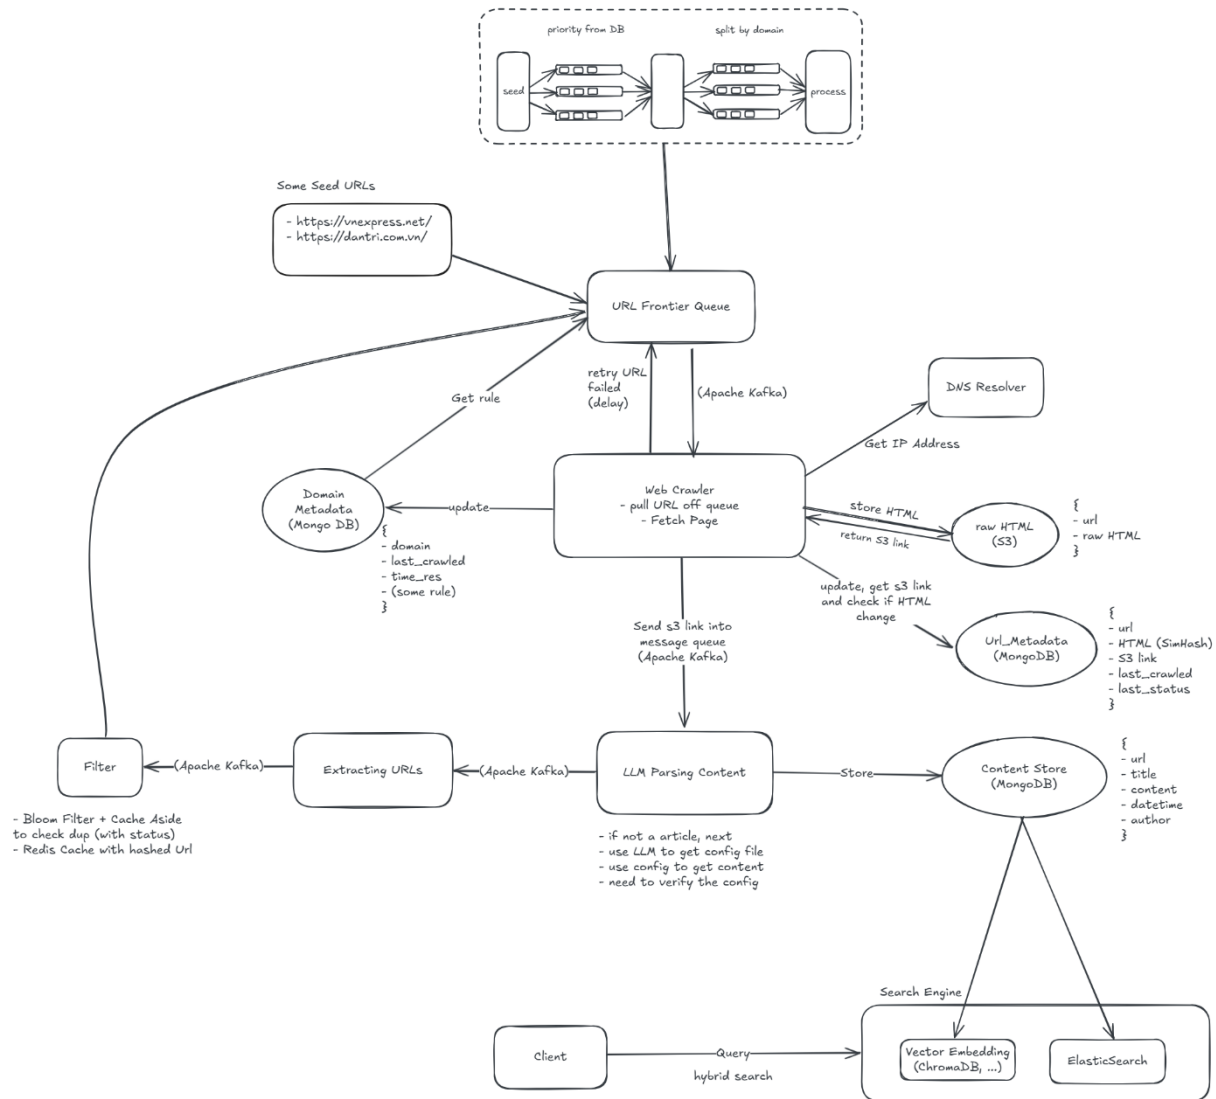 priority from DB
split by domain
seed
process
Some Seed URLs
- https://vnexpress.net/
- https://dantri.com.vn/
URL Frontier Queue
retry URL
failed
(delay)
(Apache Kafka)
DNS Resolver
Get rule
Get IP Address
Domain
Metadata
(Mongo DB)
{
- domain
- last_crawled
- time_res
- (some rule)
}
update
Web Crawler
- pull URL off queue
- Fetch Page
store HTML
return S3 link
raw HTML
(S3)
{
- url
- raw HTML
}
update, get s3 link
and check if HTML
change
Url_Metadata
(MongoDB)
{
- url
- HTML (SimHash)
- S3 link
- last_crawled
- last_status
}
Send s3 link into
message queue
(Apache Kafka)
Filter
(Apache Kafka)
Extracting URLs
(Apache Kafka)
LLM Parsing Content
Store
Content Store
(MongoDB)
{
- url
- title
- content
- datetime
- author
}
- Bloom Filter + Cache Aside
to check dup (with status)
- Redis Cache with hashed Url
- if not a article, next
- use LLM to get config file
- use config to get content
- need to verify the config
Search Engine
Client
Query
hybrid search
Vector Embedding
(ChromaDB, ...)
ElasticSearch